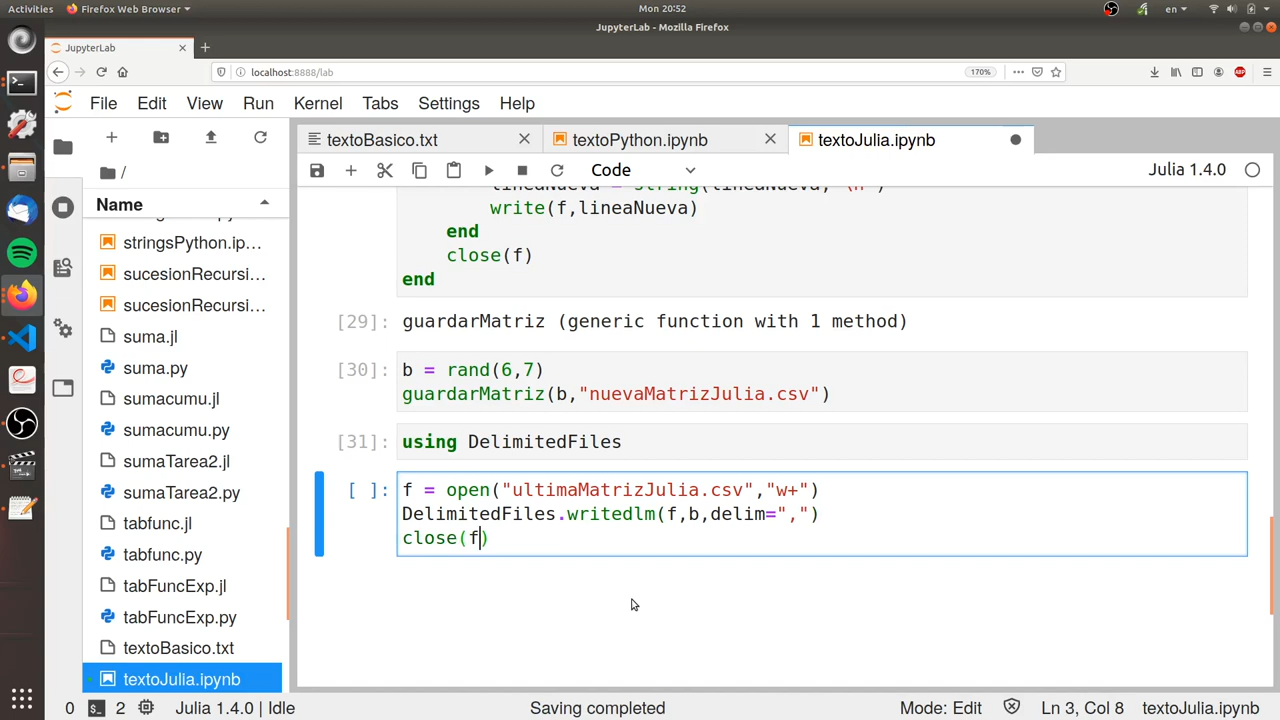 Activities Firefox Web Browser Mon 20:52 en
JupyterLab - Mozilla Firefox
JupyterLab
localhost:8888/lab 170% ABP
File Edit View Run Kernel Tabs Settings Help
textoBasico.txt textoPython.ipynb textoJulia.ipynb
Code Julia 1.4.0
/
Name
stringsPython.ip...
sucesionRecursi...
sucesionRecursi...
suma.jl
suma.py
sumacumu.jl
sumacumu.py
sumaTarea2.jl
sumaTarea2.py
tabfunc.jl
tabfunc.py
tabFuncExp.jl
tabFuncExp.py
textoBasico.txt
textoJulia.ipynb
lineaNueva = string(lineaNueva, "\n")
write(f,lineaNueva)
end
close(f)
end
[29]: guardarMatriz (generic function with 1 method)
[30]: b = rand(6,7)
guardarMatriz(b,"nuevaMatrizJulia.csv")
[31]: using DelimitedFiles
[ ]: f = open("ultimaMatrizJulia.csv","w+")
DelimitedFiles.writedlm(f,b,delim=",")
close(f)
0 $_ 2 Julia 1.4.0 | Idle Saving completed Mode: Edit Ln 3, Col 8 textoJulia.ipynb